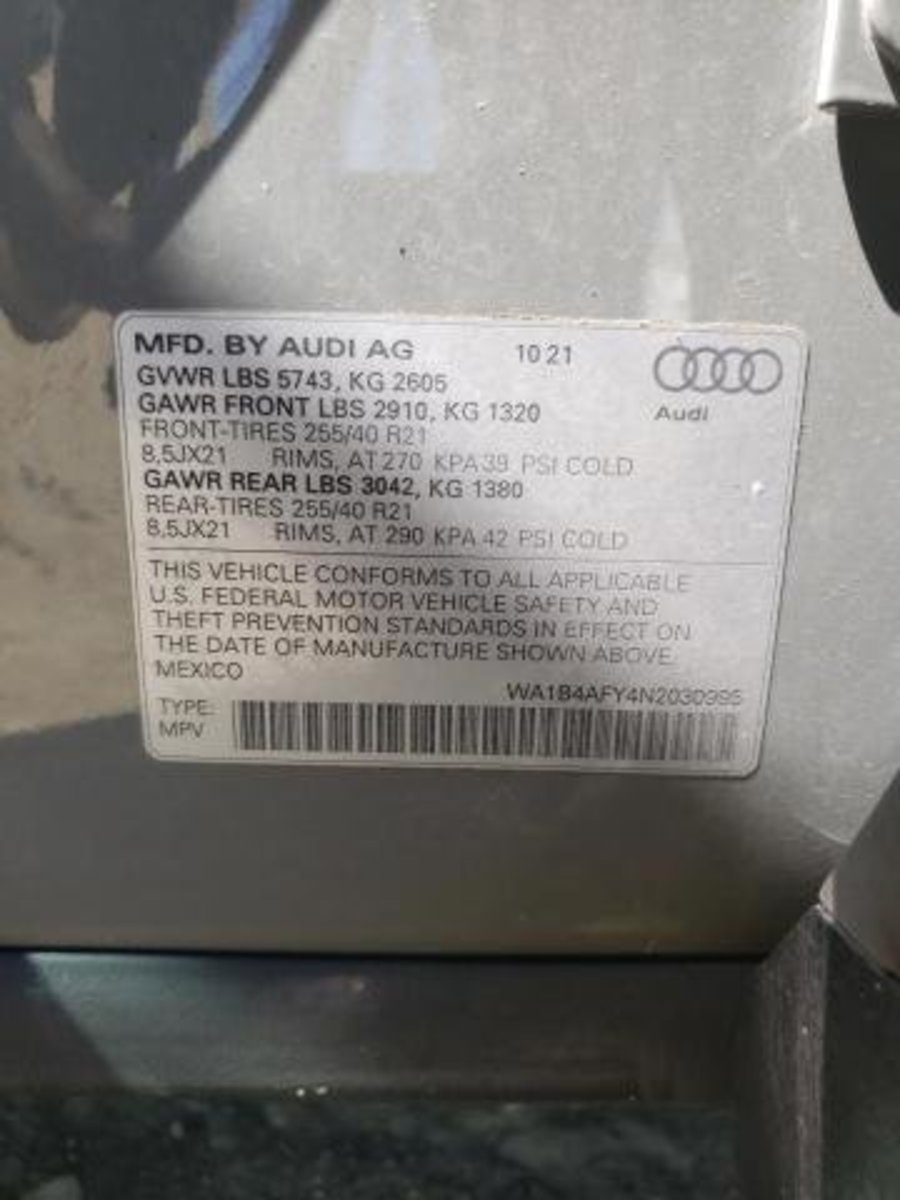 MFD. BY AUDI AG 10 21
GVWR LBS 5743, KG 2605
GAWR FRONT LBS 2910, KG 1320
Audi
FRONT-TIRES 255/40 R21
8,5JX21 RIMS, AT 270 KPA 39 PSI COLD
GAWR REAR LBS 3042, KG 1380
REAR-TIRES 255/40 R21
8,5JX21 RIMS, AT 290 KPA 42 PSI COLD
THIS VEHICLE CONFORMS TO ALL APPLICABLE
U.S. FEDERAL MOTOR VEHICLE SAFETY AND
THEFT PREVENTION STANDARDS IN EFFECT ON
THE DATE OF MANUFACTURE SHOWN ABOVE.
MEXICO
WA1B4AFY4N2030995
TYPE:
MPV